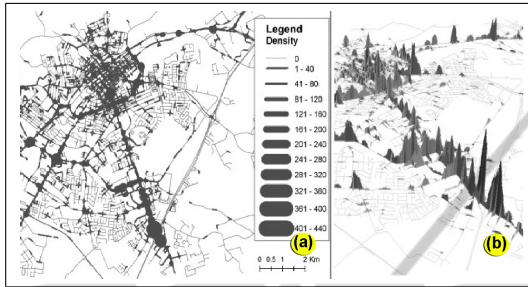 Legend
Density
0
1 - 40
41 - 80
81 - 120
121 - 160
161 - 200
201 - 240
241 - 280
281 - 320
321 - 360
361 - 400
401 - 440
(a)
(b)
0 0.5 1 2 Km